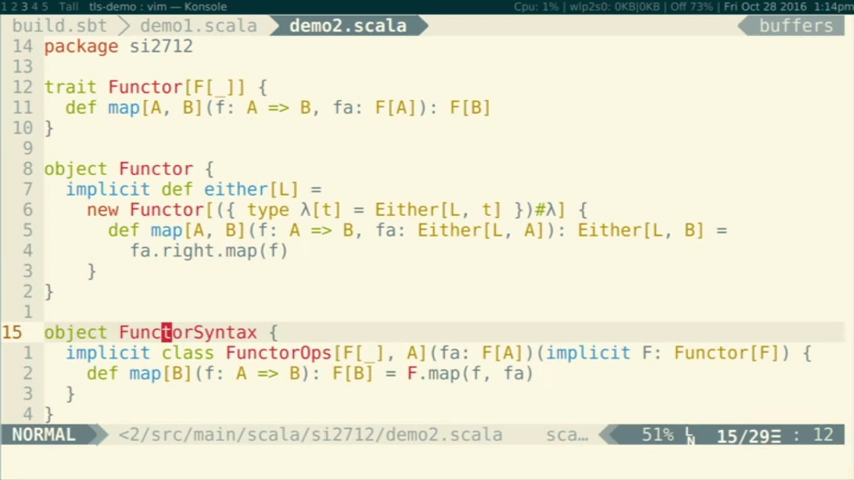 1 2 3 4 5 Tall tls-demo : vim — Konsole Cpu: 1% | wlp2s0: 0KB|0KB | Off 73% | Fri Oct 28 2016 1:14pm
build.sbt demo1.scala demo2.scala buffers
14 package si2712
13
12 trait Functor[F[_]] {
11   def map[A, B](f: A => B, fa: F[A]): F[B]
10 }
9
8 object Functor {
7   implicit def either[L] =
6     new Functor[({ type λ[t] = Either[L, t] })#λ] {
5       def map[A, B](f: A => B, fa: Either[L, A]): Either[L, B] =
4         fa.right.map(f)
3     }
2 }
1
15 object FunctorSyntax {
1   implicit class FunctorOps[F[_], A](fa: F[A])(implicit F: Functor[F]) {
2     def map[B](f: A => B): F[B] = F.map(f, fa)
3   }
4 }
NORMAL <2/src/main/scala/si2712/demo2.scala sca… 51% LN 15/29☰ : 12